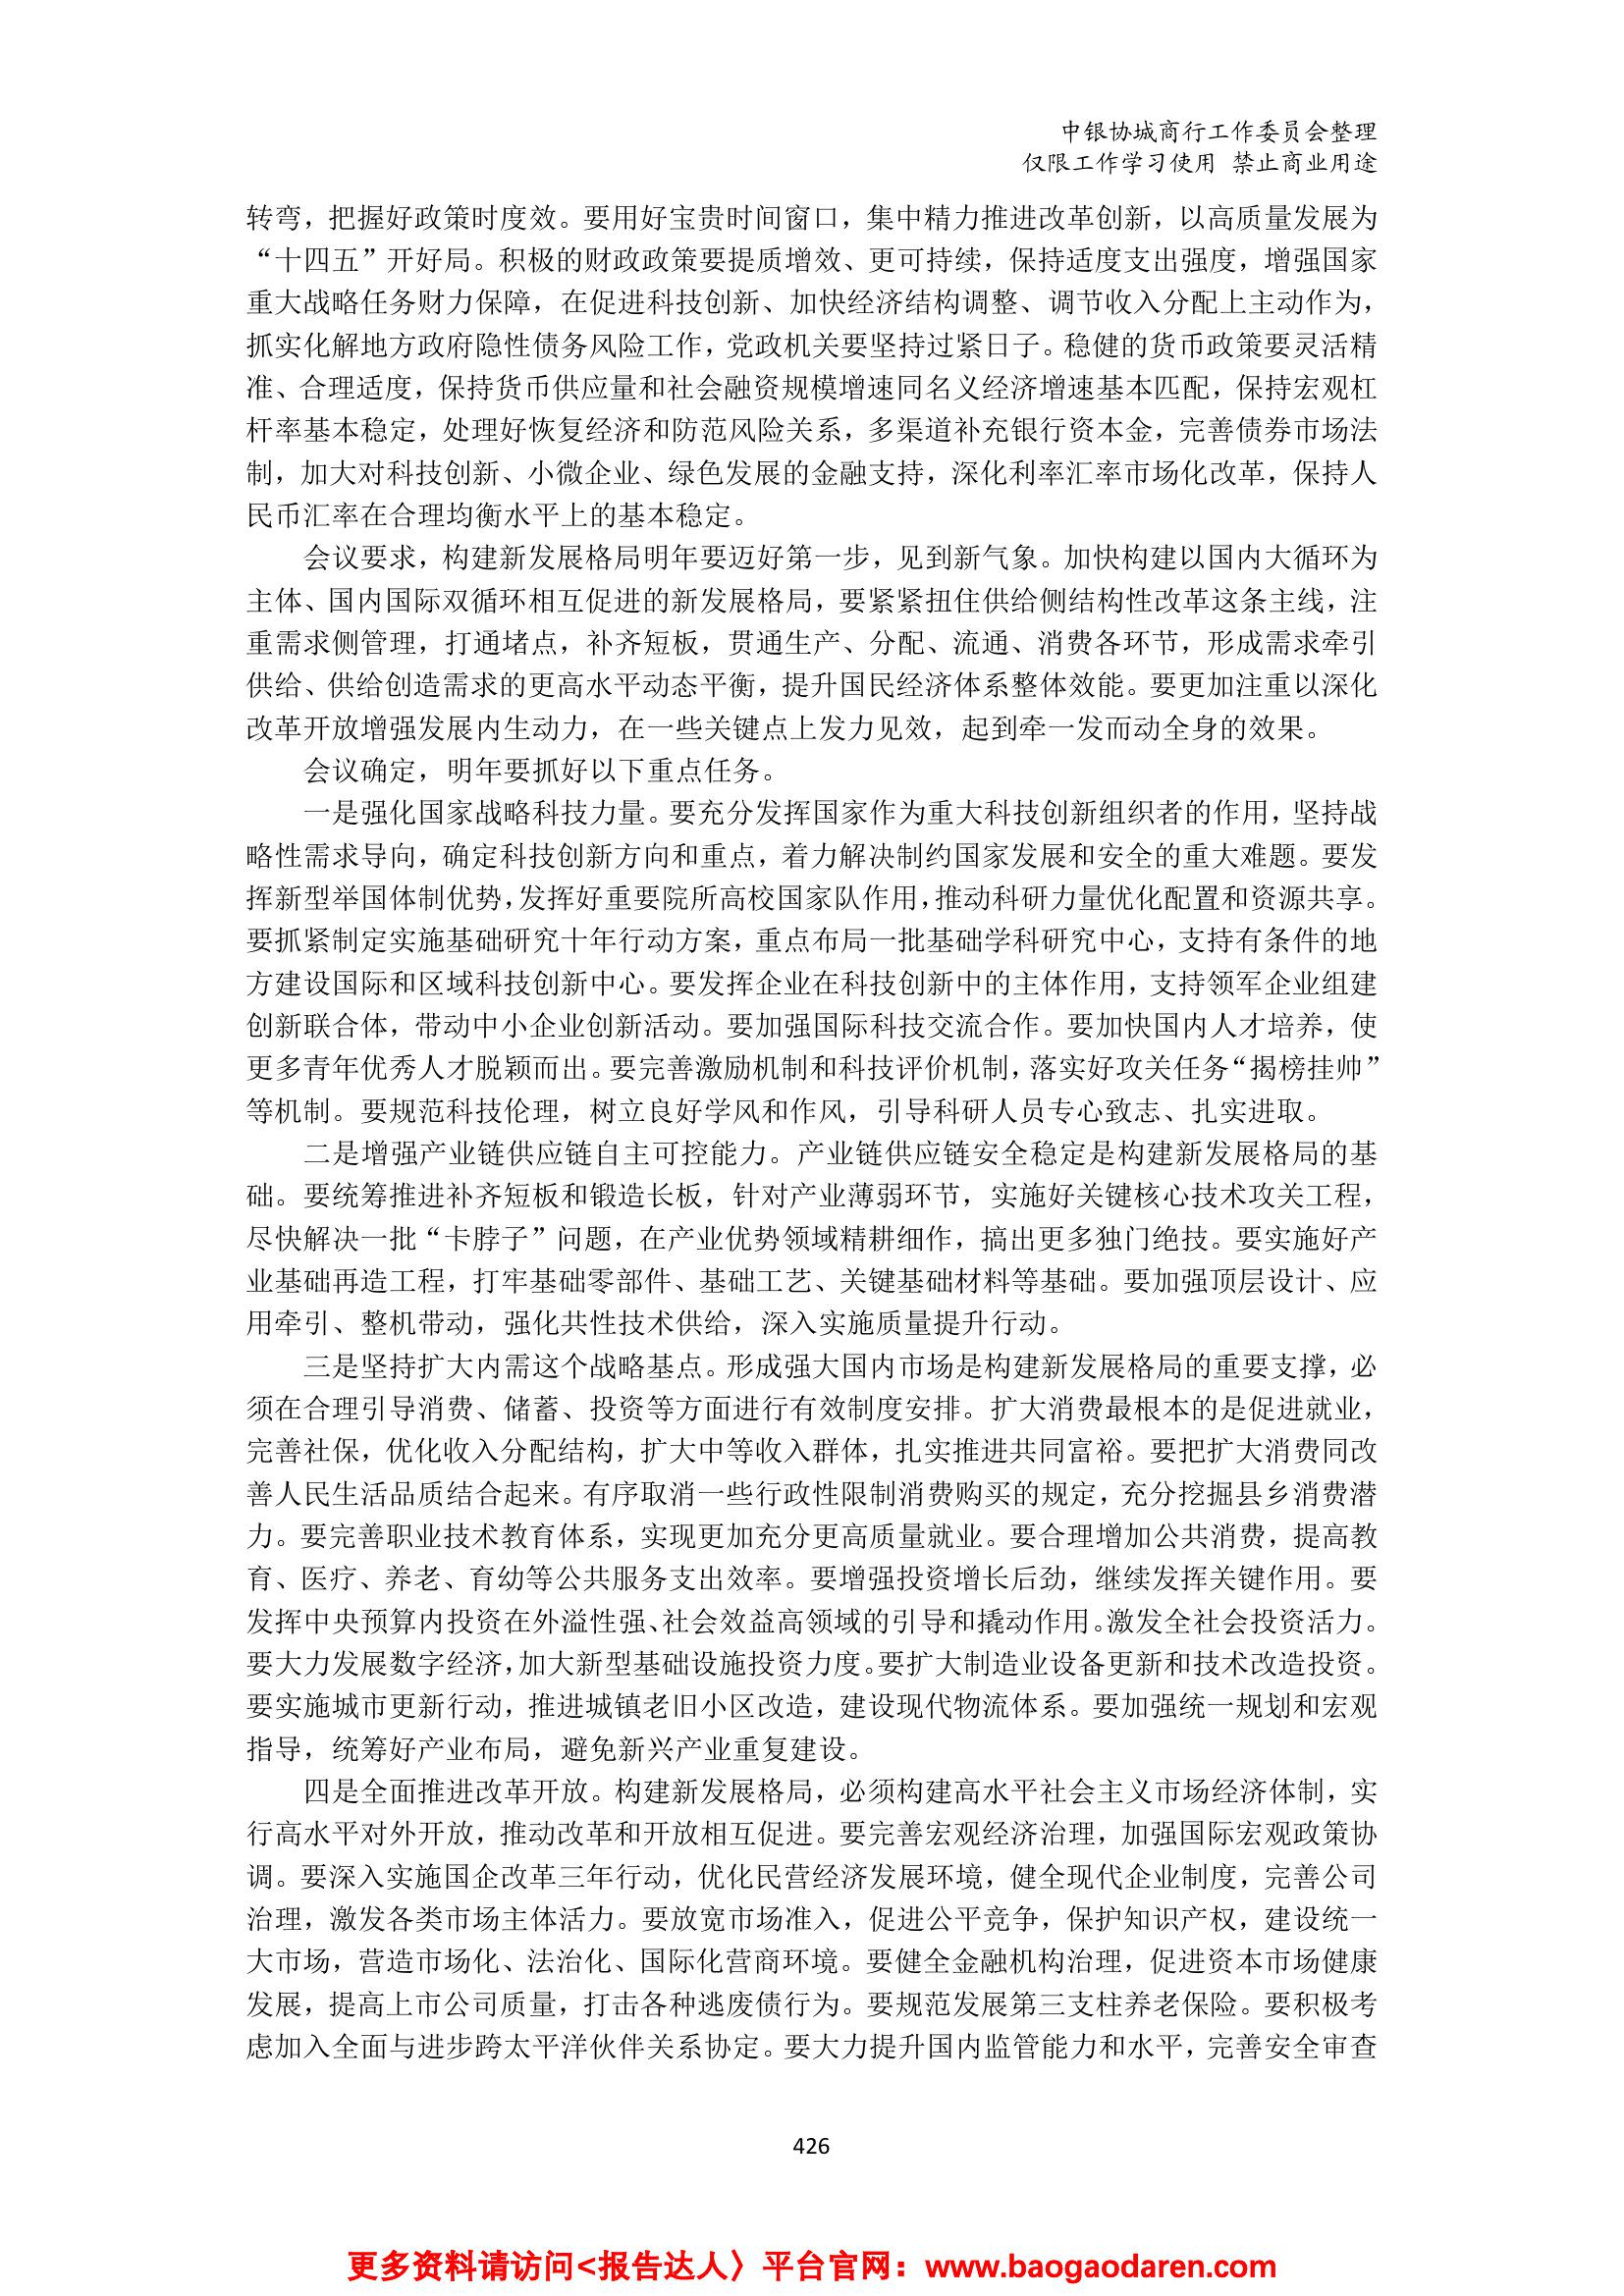 中银协城商行工作委员会整理
仅限工作学习使用 禁止商业用途
转弯，把握好政策时度效。要用好宝贵时间窗口，集中精力推进改革创新，以高质量发展为
“十四五”开好局。积极的财政政策要提质增效、更可持续，保持适度支出强度，增强国家
重大战略任务财力保障，在促进科技创新、加快经济结构调整、调节收入分配上主动作为，
抓实化解地方政府隐性债务风险工作，党政机关要坚持过紧日子。稳健的货币政策要灵活精
准、合理适度，保持货币供应量和社会融资规模增速同名义经济增速基本匹配，保持宏观杠
杆率基本稳定，处理好恢复经济和防范风险关系，多渠道补充银行资本金，完善债券市场法
制，加大对科技创新、小微企业、绿色发展的金融支持，深化利率汇率市场化改革，保持人
民币汇率在合理均衡水平上的基本稳定。
会议要求，构建新发展格局明年要迈好第一步，见到新气象。加快构建以国内大循环为
主体、国内国际双循环相互促进的新发展格局，要紧紧扭住供给侧结构性改革这条主线，注
重需求侧管理，打通堵点，补齐短板，贯通生产、分配、流通、消费各环节，形成需求牵引
供给、供给创造需求的更高水平动态平衡，提升国民经济体系整体效能。要更加注重以深化
改革开放增强发展内生动力，在一些关键点上发力见效，起到牵一发而动全身的效果。
会议确定，明年要抓好以下重点任务。
一是强化国家战略科技力量。要充分发挥国家作为重大科技创新组织者的作用，坚持战
略性需求导向，确定科技创新方向和重点，着力解决制约国家发展和安全的重大难题。要发
挥新型举国体制优势，发挥好重要院所高校国家队作用，推动科研力量优化配置和资源共享。
要抓紧制定实施基础研究十年行动方案，重点布局一批基础学科研究中心，支持有条件的地
方建设国际和区域科技创新中心。要发挥企业在科技创新中的主体作用，支持领军企业组建
创新联合体，带动中小企业创新活动。要加强国际科技交流合作。要加快国内人才培养，使
更多青年优秀人才脱颖而出。要完善激励机制和科技评价机制，落实好攻关任务“揭榜挂帅”
等机制。要规范科技伦理，树立良好学风和作风，引导科研人员专心致志、扎实进取。
二是增强产业链供应链自主可控能力。产业链供应链安全稳定是构建新发展格局的基
础。要统筹推进补齐短板和锻造长板，针对产业薄弱环节，实施好关键核心技术攻关工程，
尽快解决一批“卡脖子”问题，在产业优势领域精耕细作，搞出更多独门绝技。要实施好产
业基础再造工程，打牢基础零部件、基础工艺、关键基础材料等基础。要加强顶层设计、应
用牵引、整机带动，强化共性技术供给，深入实施质量提升行动。
三是坚持扩大内需这个战略基点。形成强大国内市场是构建新发展格局的重要支撑，必
须在合理引导消费、储蓄、投资等方面进行有效制度安排。扩大消费最根本的是促进就业，
完善社保，优化收入分配结构，扩大中等收入群体，扎实推进共同富裕。要把扩大消费同改
善人民生活品质结合起来。有序取消一些行政性限制消费购买的规定，充分挖掘县乡消费潜
力。要完善职业技术教育体系，实现更加充分更高质量就业。要合理增加公共消费，提高教
育、医疗、养老、育幼等公共服务支出效率。要增强投资增长后劲，继续发挥关键作用。要
发挥中央预算内投资在外溢性强、社会效益高领域的引导和撬动作用。激发全社会投资活力。
要大力发展数字经济，加大新型基础设施投资力度。要扩大制造业设备更新和技术改造投资。
要实施城市更新行动，推进城镇老旧小区改造，建设现代物流体系。要加强统一规划和宏观
指导，统筹好产业布局，避免新兴产业重复建设。
四是全面推进改革开放。构建新发展格局，必须构建高水平社会主义市场经济体制，实
行高水平对外开放，推动改革和开放相互促进。要完善宏观经济治理，加强国际宏观政策协
调。要深入实施国企改革三年行动，优化民营经济发展环境，健全现代企业制度，完善公司
治理，激发各类市场主体活力。要放宽市场准入，促进公平竞争，保护知识产权，建设统一
大市场，营造市场化、法治化、国际化营商环境。要健全金融机构治理，促进资本市场健康
发展，提高上市公司质量，打击各种逃废债行为。要规范发展第三支柱养老保险。要积极考
虑加入全面与进步跨太平洋伙伴关系协定。要大力提升国内监管能力和水平，完善安全审查
426
更多资料请访问<报告达人〉平台官网：www.baogaodaren.com